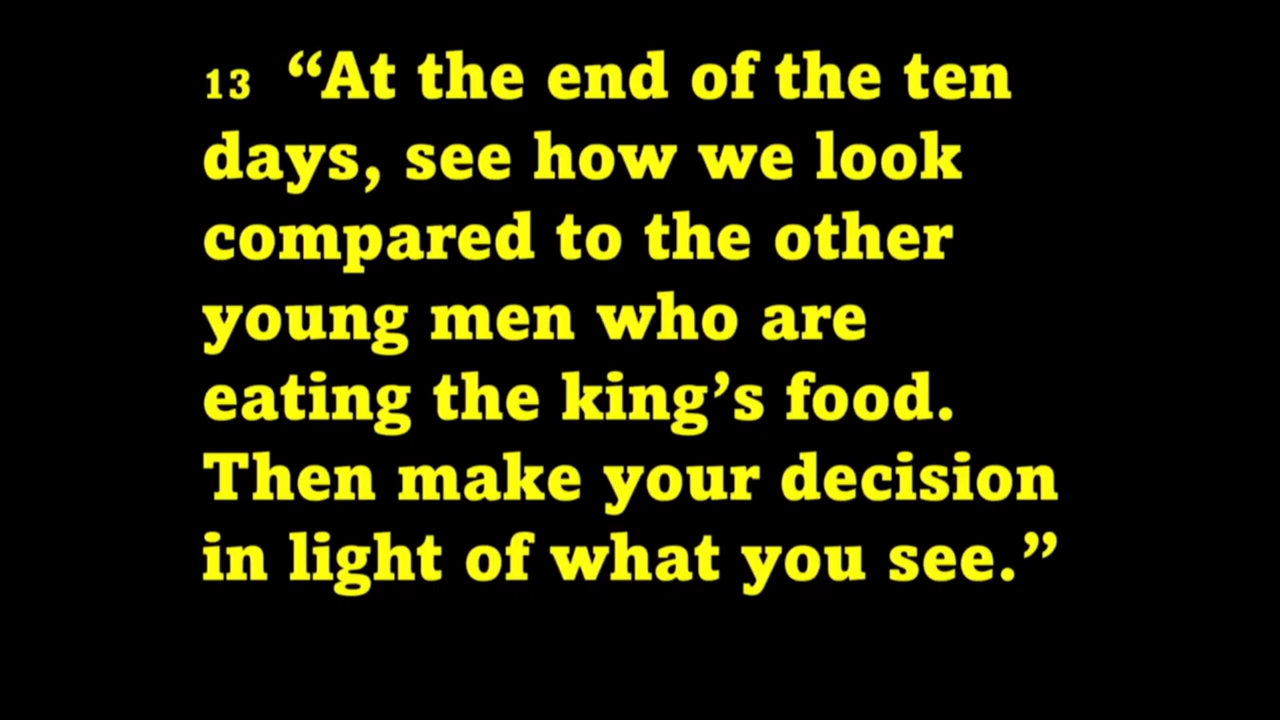 13 “At the end of the ten
days, see how we look
compared to the other
young men who are
eating the king’s food.
Then make your decision
in light of what you see.”